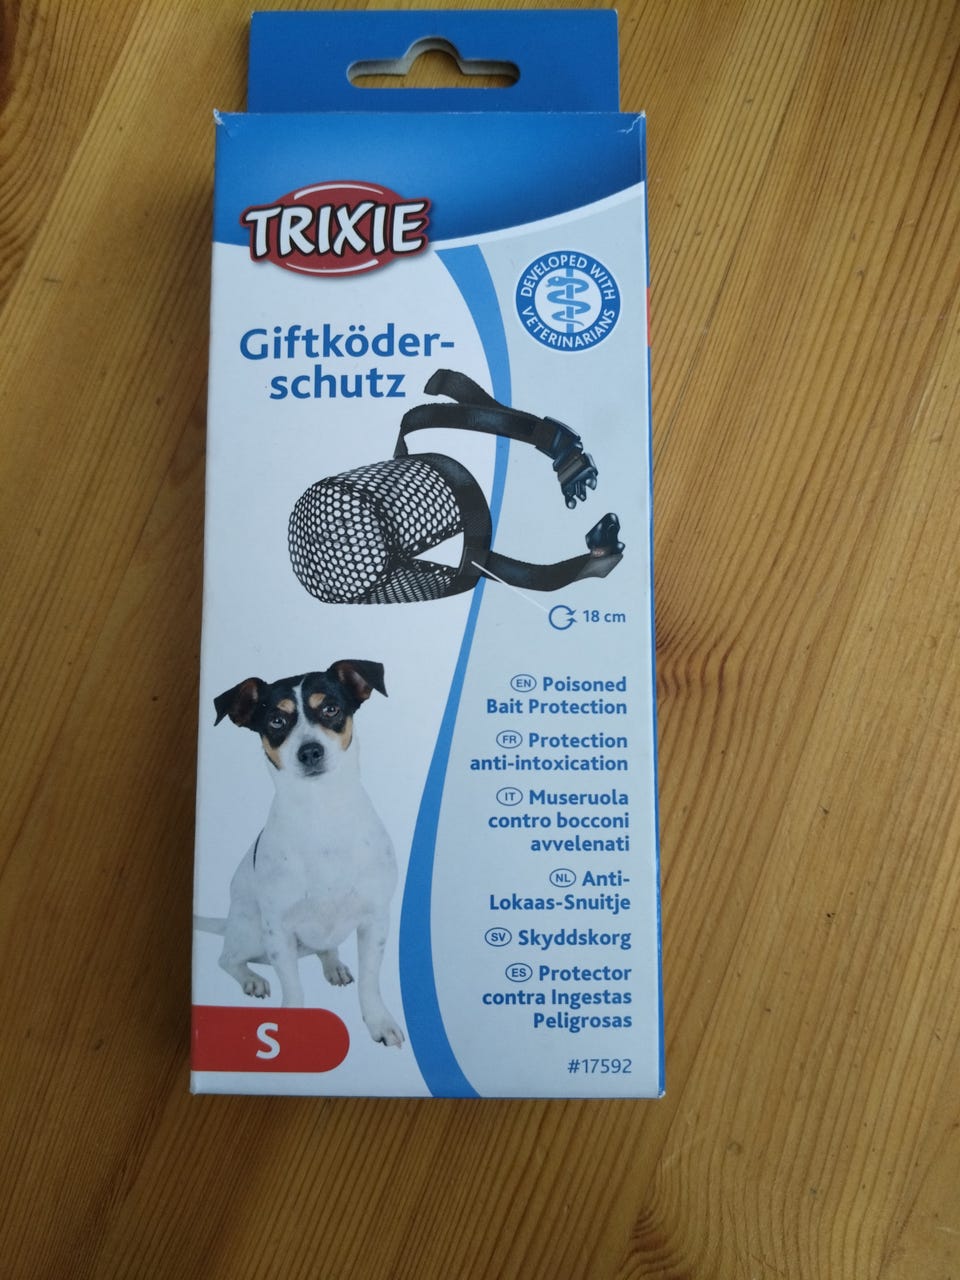 TRIXIE
DEVELOPED WITH
VETERINARIANS
Giftköder-
schutz
18 cm
EN Poisoned
Bait Protection
FR Protection
anti-intoxication
IT Museruola
contro bocconi
avvelenati
NL Anti-
Lokaas-Snuitje
SV Skyddskorg
ES Protector
contra Ingestas
Peligrosas
S
#17592